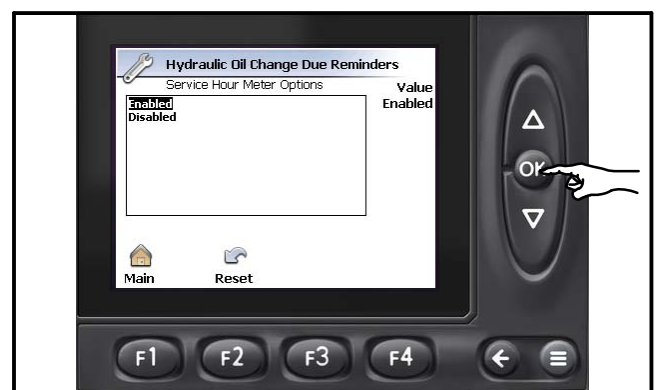 Hydraulic Oil Change Due Reminders
Service Hour Meter Options
Value
Enabled
Enabled
Disabled
OK
Main
Reset
F1
F2
F3
F4